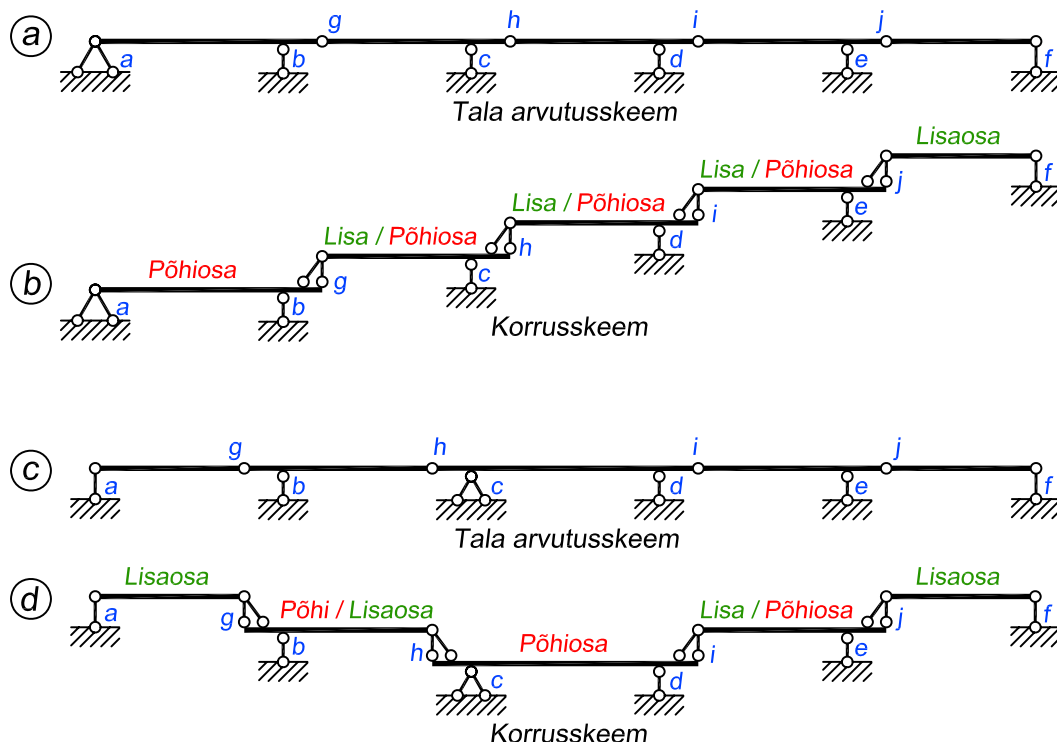 g h i j
a
a b c d e f
Tala arvutusskeem
Lisaosa
Lisa / Põhiosa
j f
Lisa / Põhiosa
i e
Lisa / Põhiosa
h d
b
Põhiosa
g c
a b
Korrusskeem
g h i j
c
a b c d e f
Tala arvutusskeem
d
Lisaosa Põhi / Lisaosa Põhiosa Lisa / Põhiosa Lisaosa
a g b h i e j f
c d
Korrusskeem